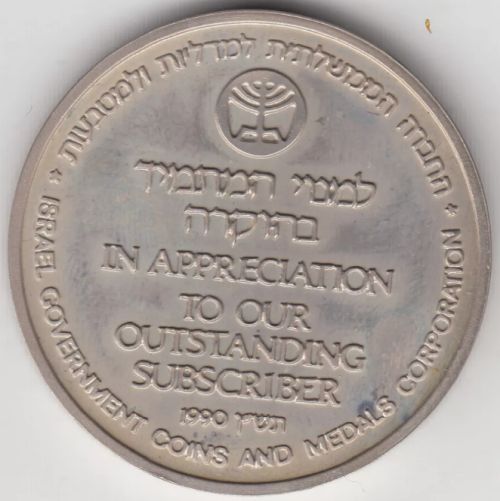 החברה הממשלתית למדליות ולמטבעות
למנוי המתמיד
בהוקרה
IN APPRECIATION
TO OUR
OUTSTANDING
SUBSCRIBER
1990 תש"ן
* ISRAEL GOVERNMENT COINS AND MEDALS CORPORATION *